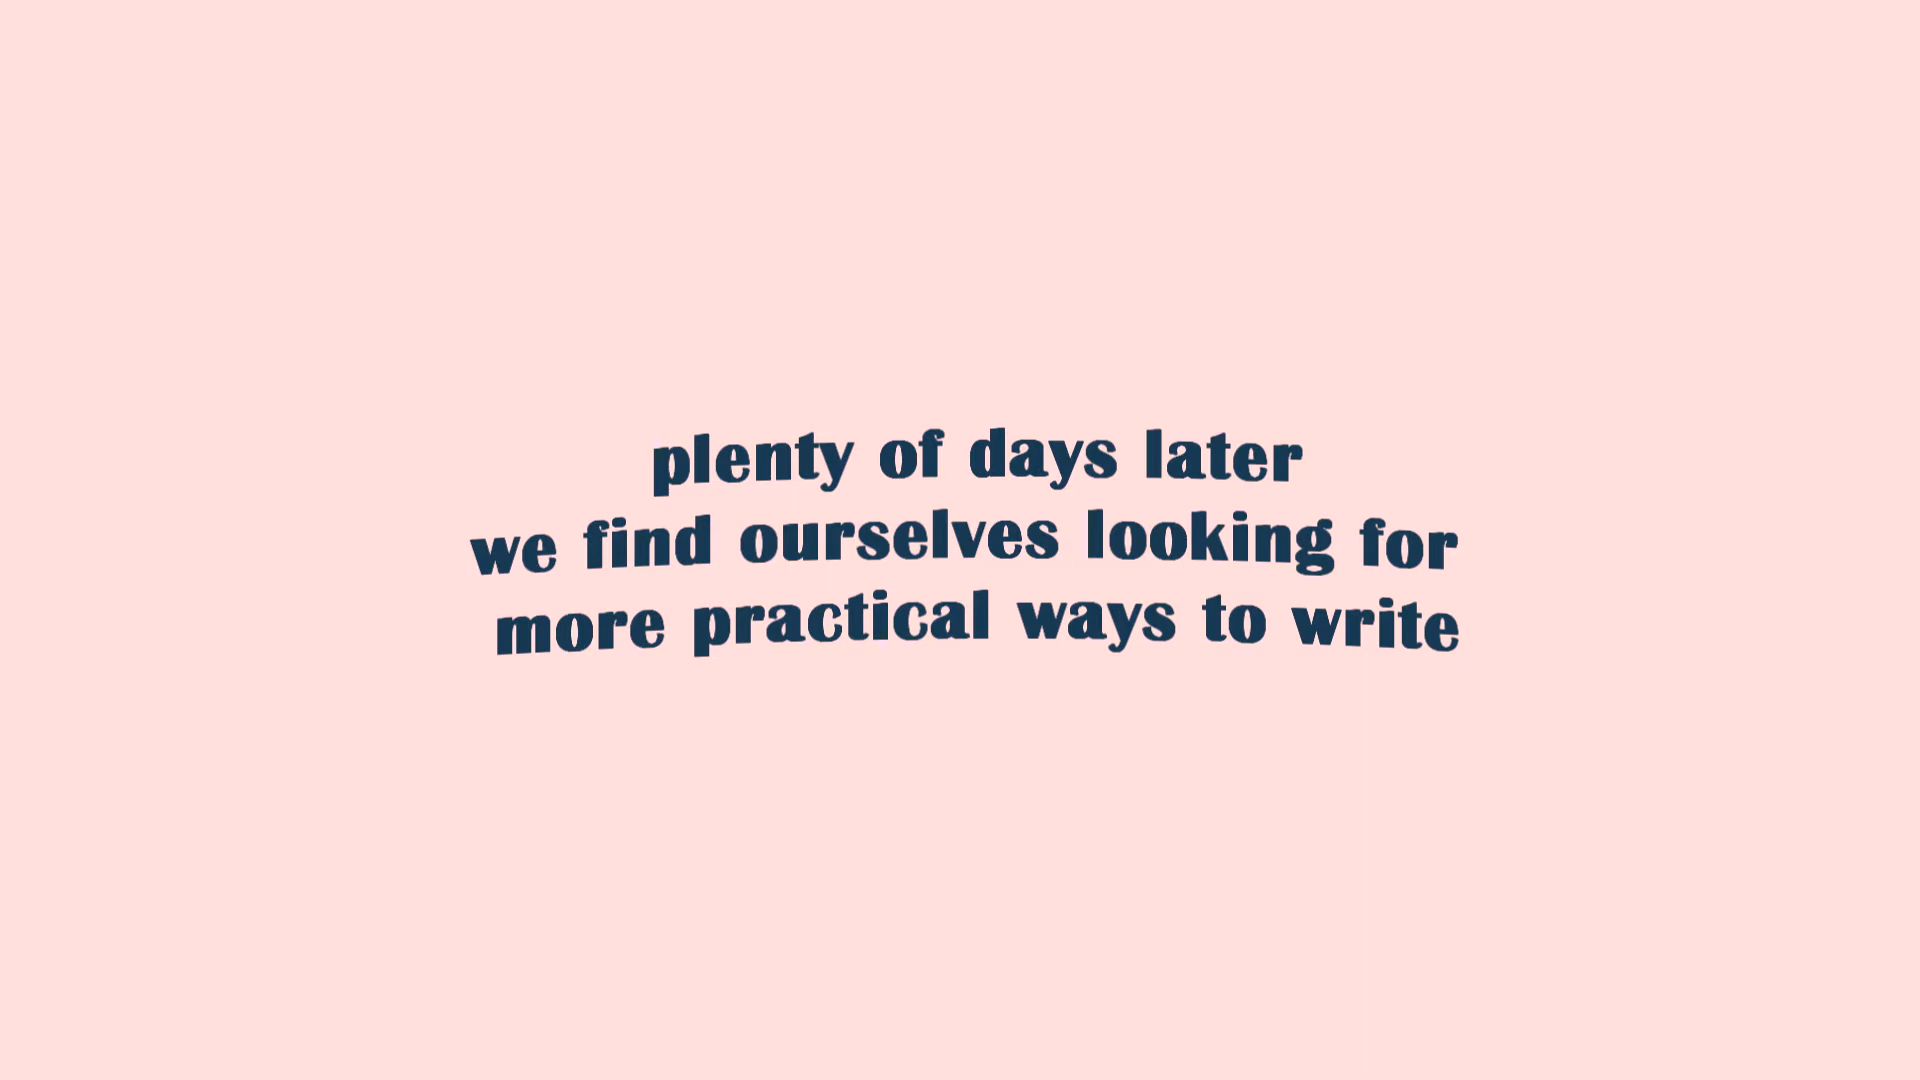 plenty of days later
we find ourselves looking for
more practical ways to write